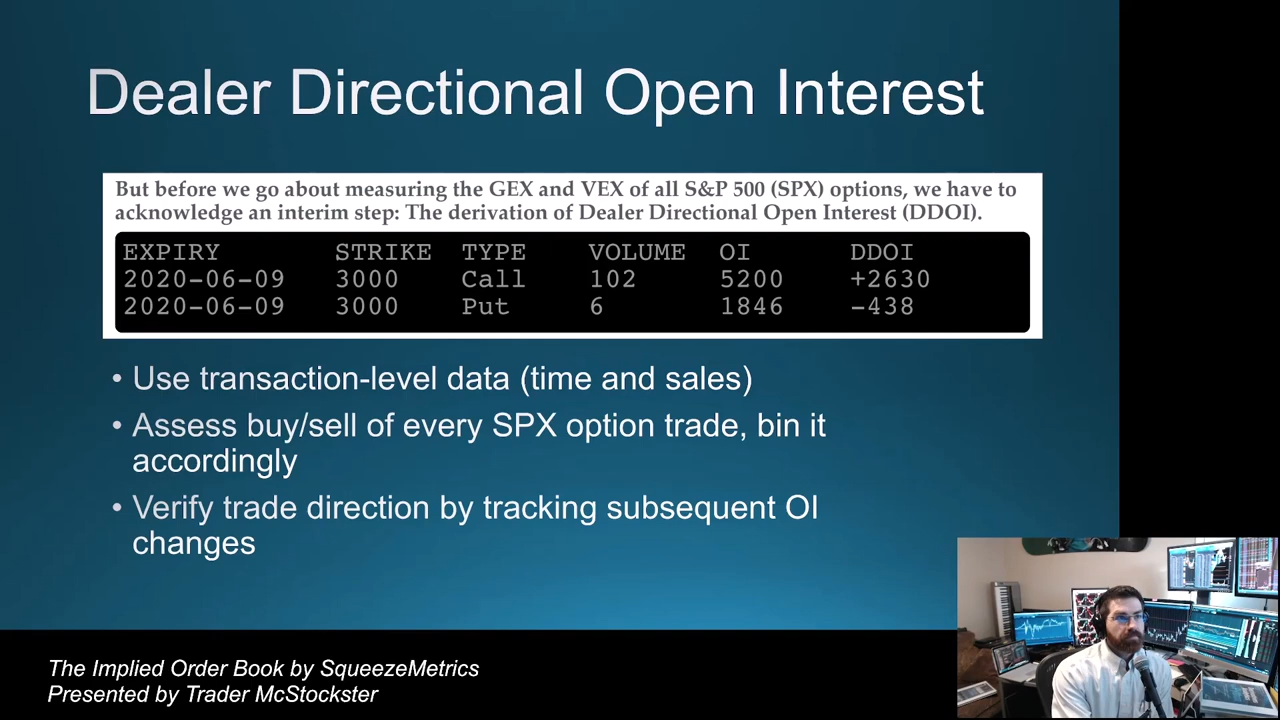 Dealer Directional Open Interest
But before we go about measuring the GEX and VEX of all S&P 500 (SPX) options, we have to
acknowledge an interim step: The derivation of Dealer Directional Open Interest (DDOI).
EXPIRY STRIKE TYPE VOLUME OI DDOI
2020-06-09 3000 Call 102 5200 +2630
2020-06-09 3000 Put 6 1846 -438
• Use transaction-level data (time and sales)
• Assess buy/sell of every SPX option trade, bin it
accordingly
• Verify trade direction by tracking subsequent OI
changes
The Implied Order Book by SqueezeMetrics
Presented by Trader McStockster